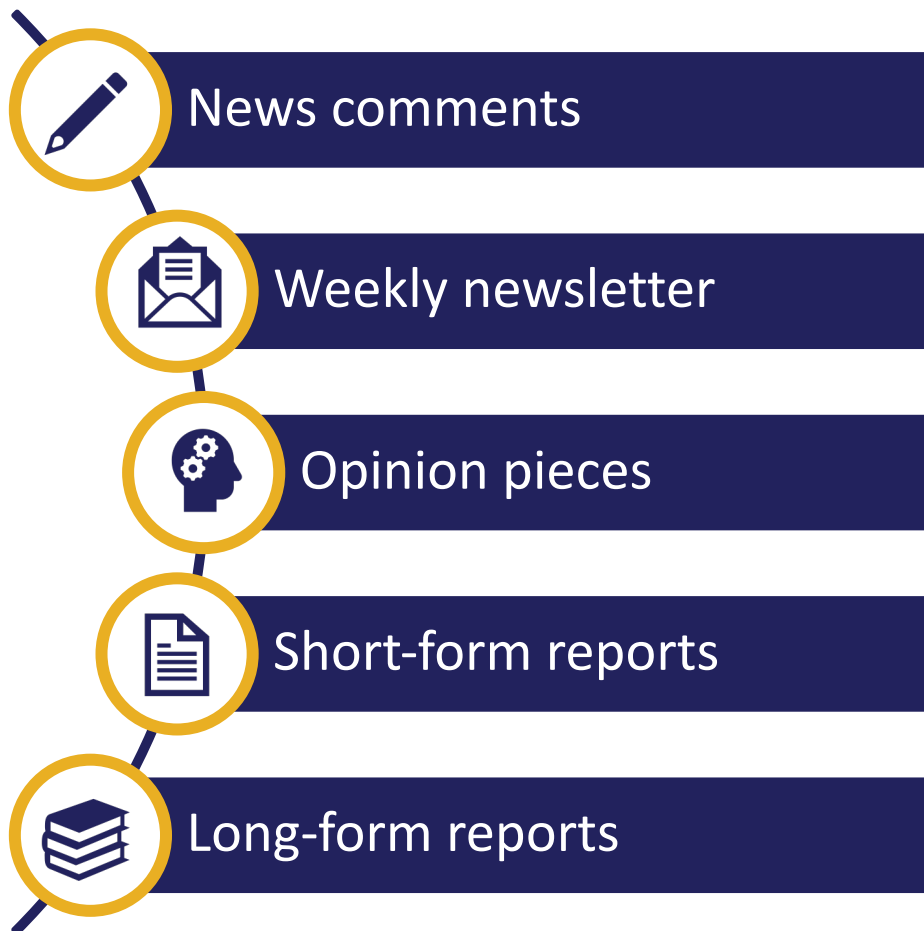 News comments
Weekly newsletter
Opinion pieces
Short-form reports
Long-form reports